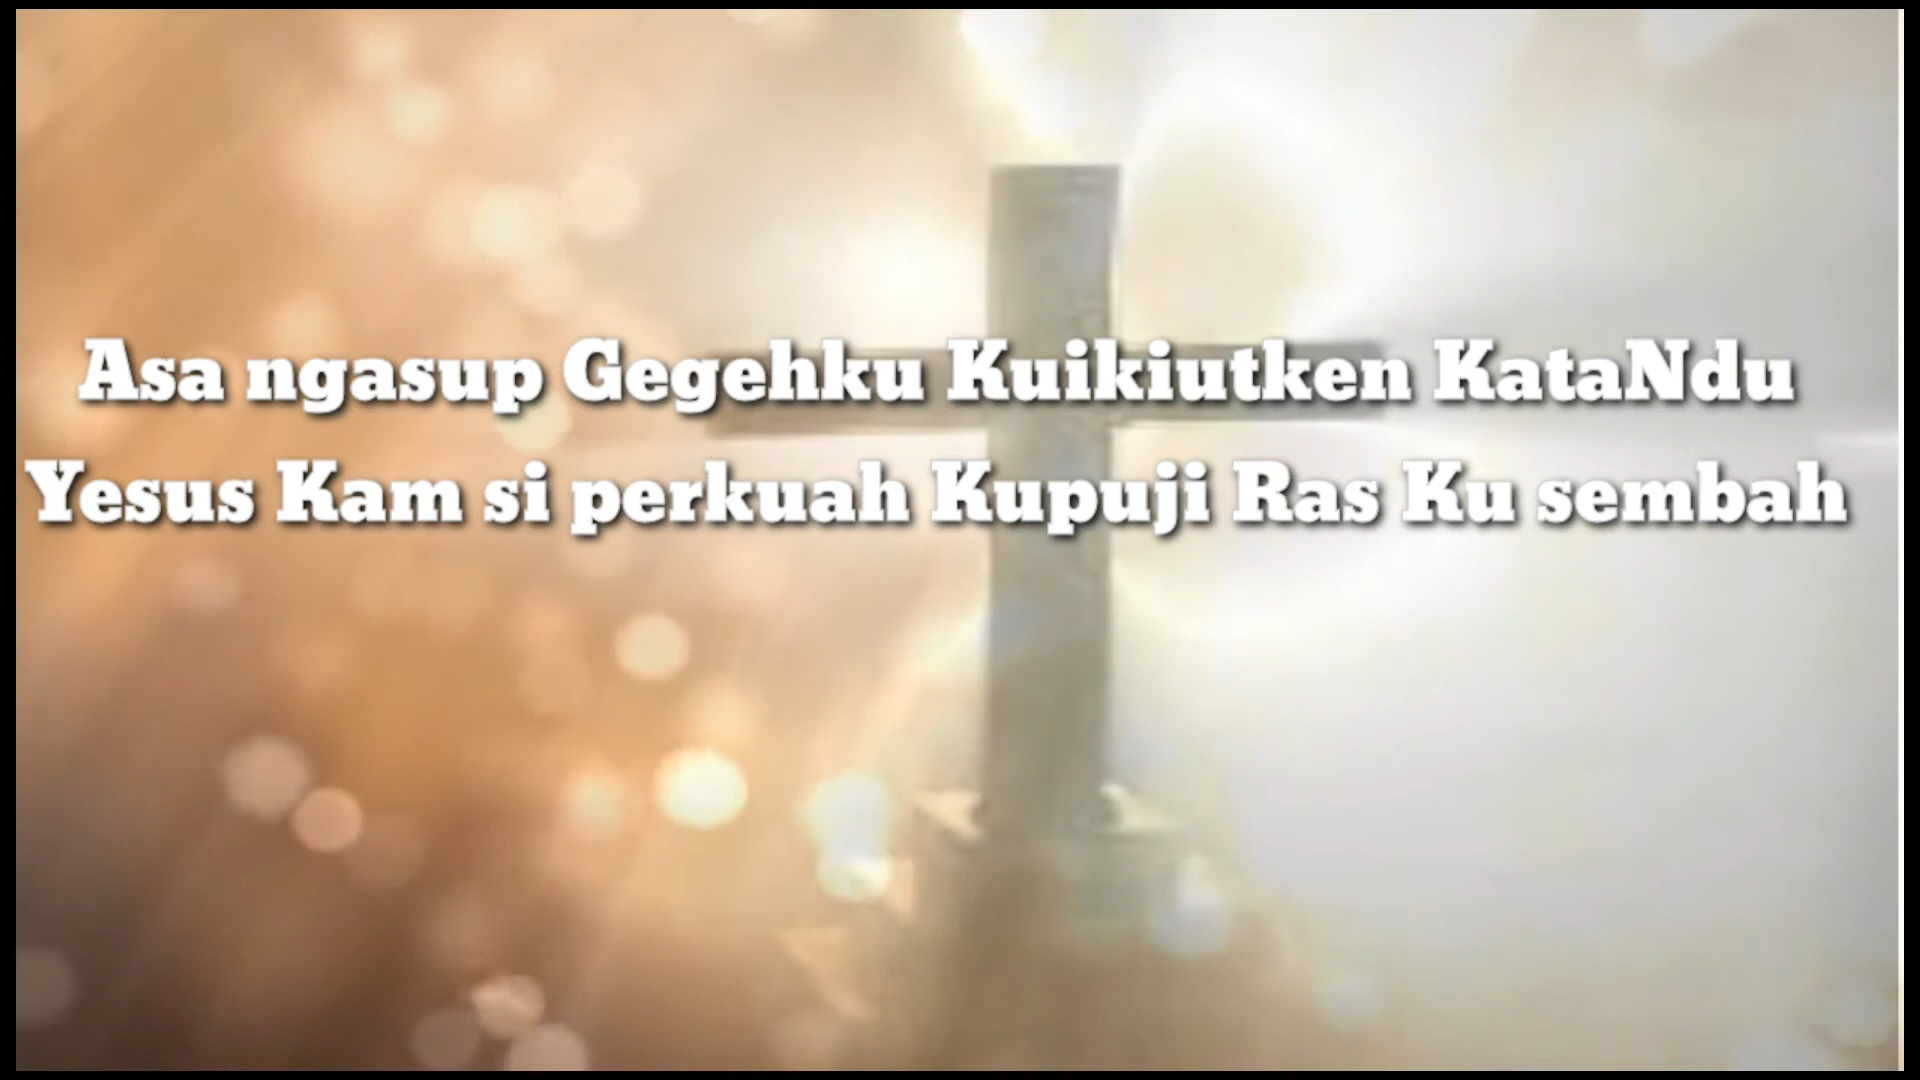 Asa ngasup Gegehku Kuikiutken KataNdu
Yesus Kam si perkuah Kupuji Ras Ku sembah